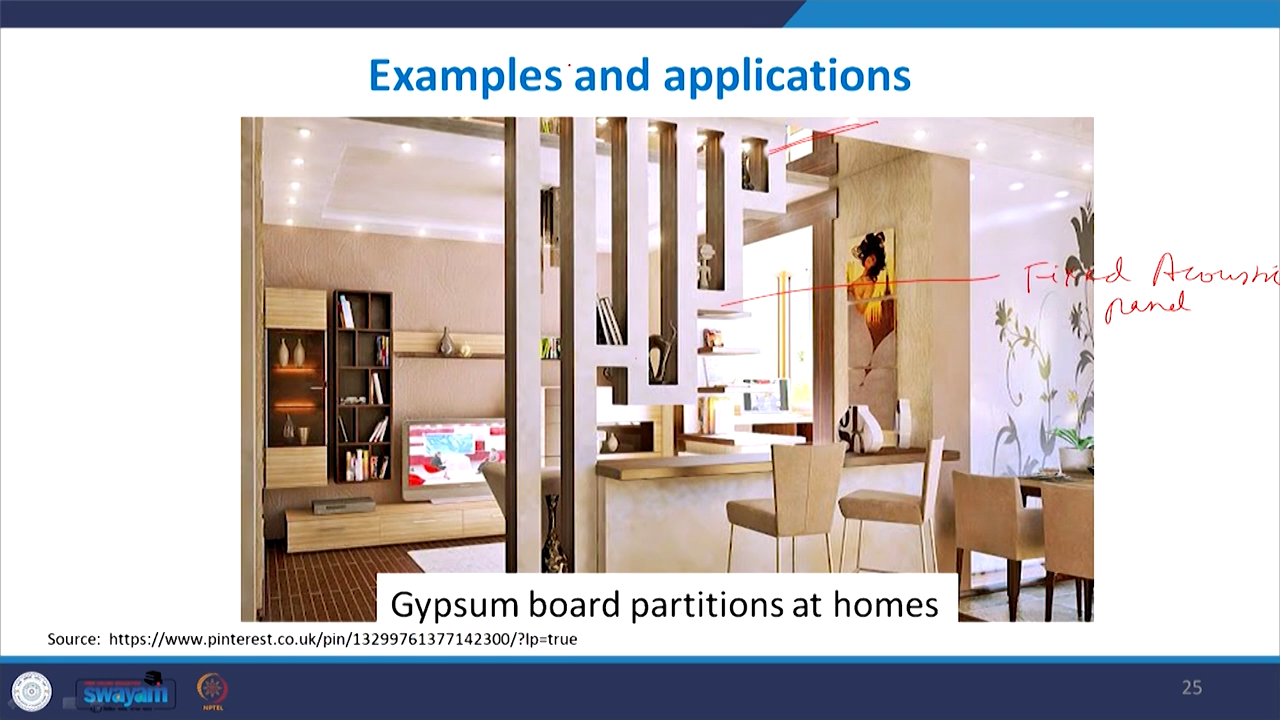 Examples and applications
Fixed Acoustic
panel
Gypsum board partitions at homes
Source: https://www.pinterest.co.uk/pin/13299761377142300/?lp=true
swayam
NPTEL
25